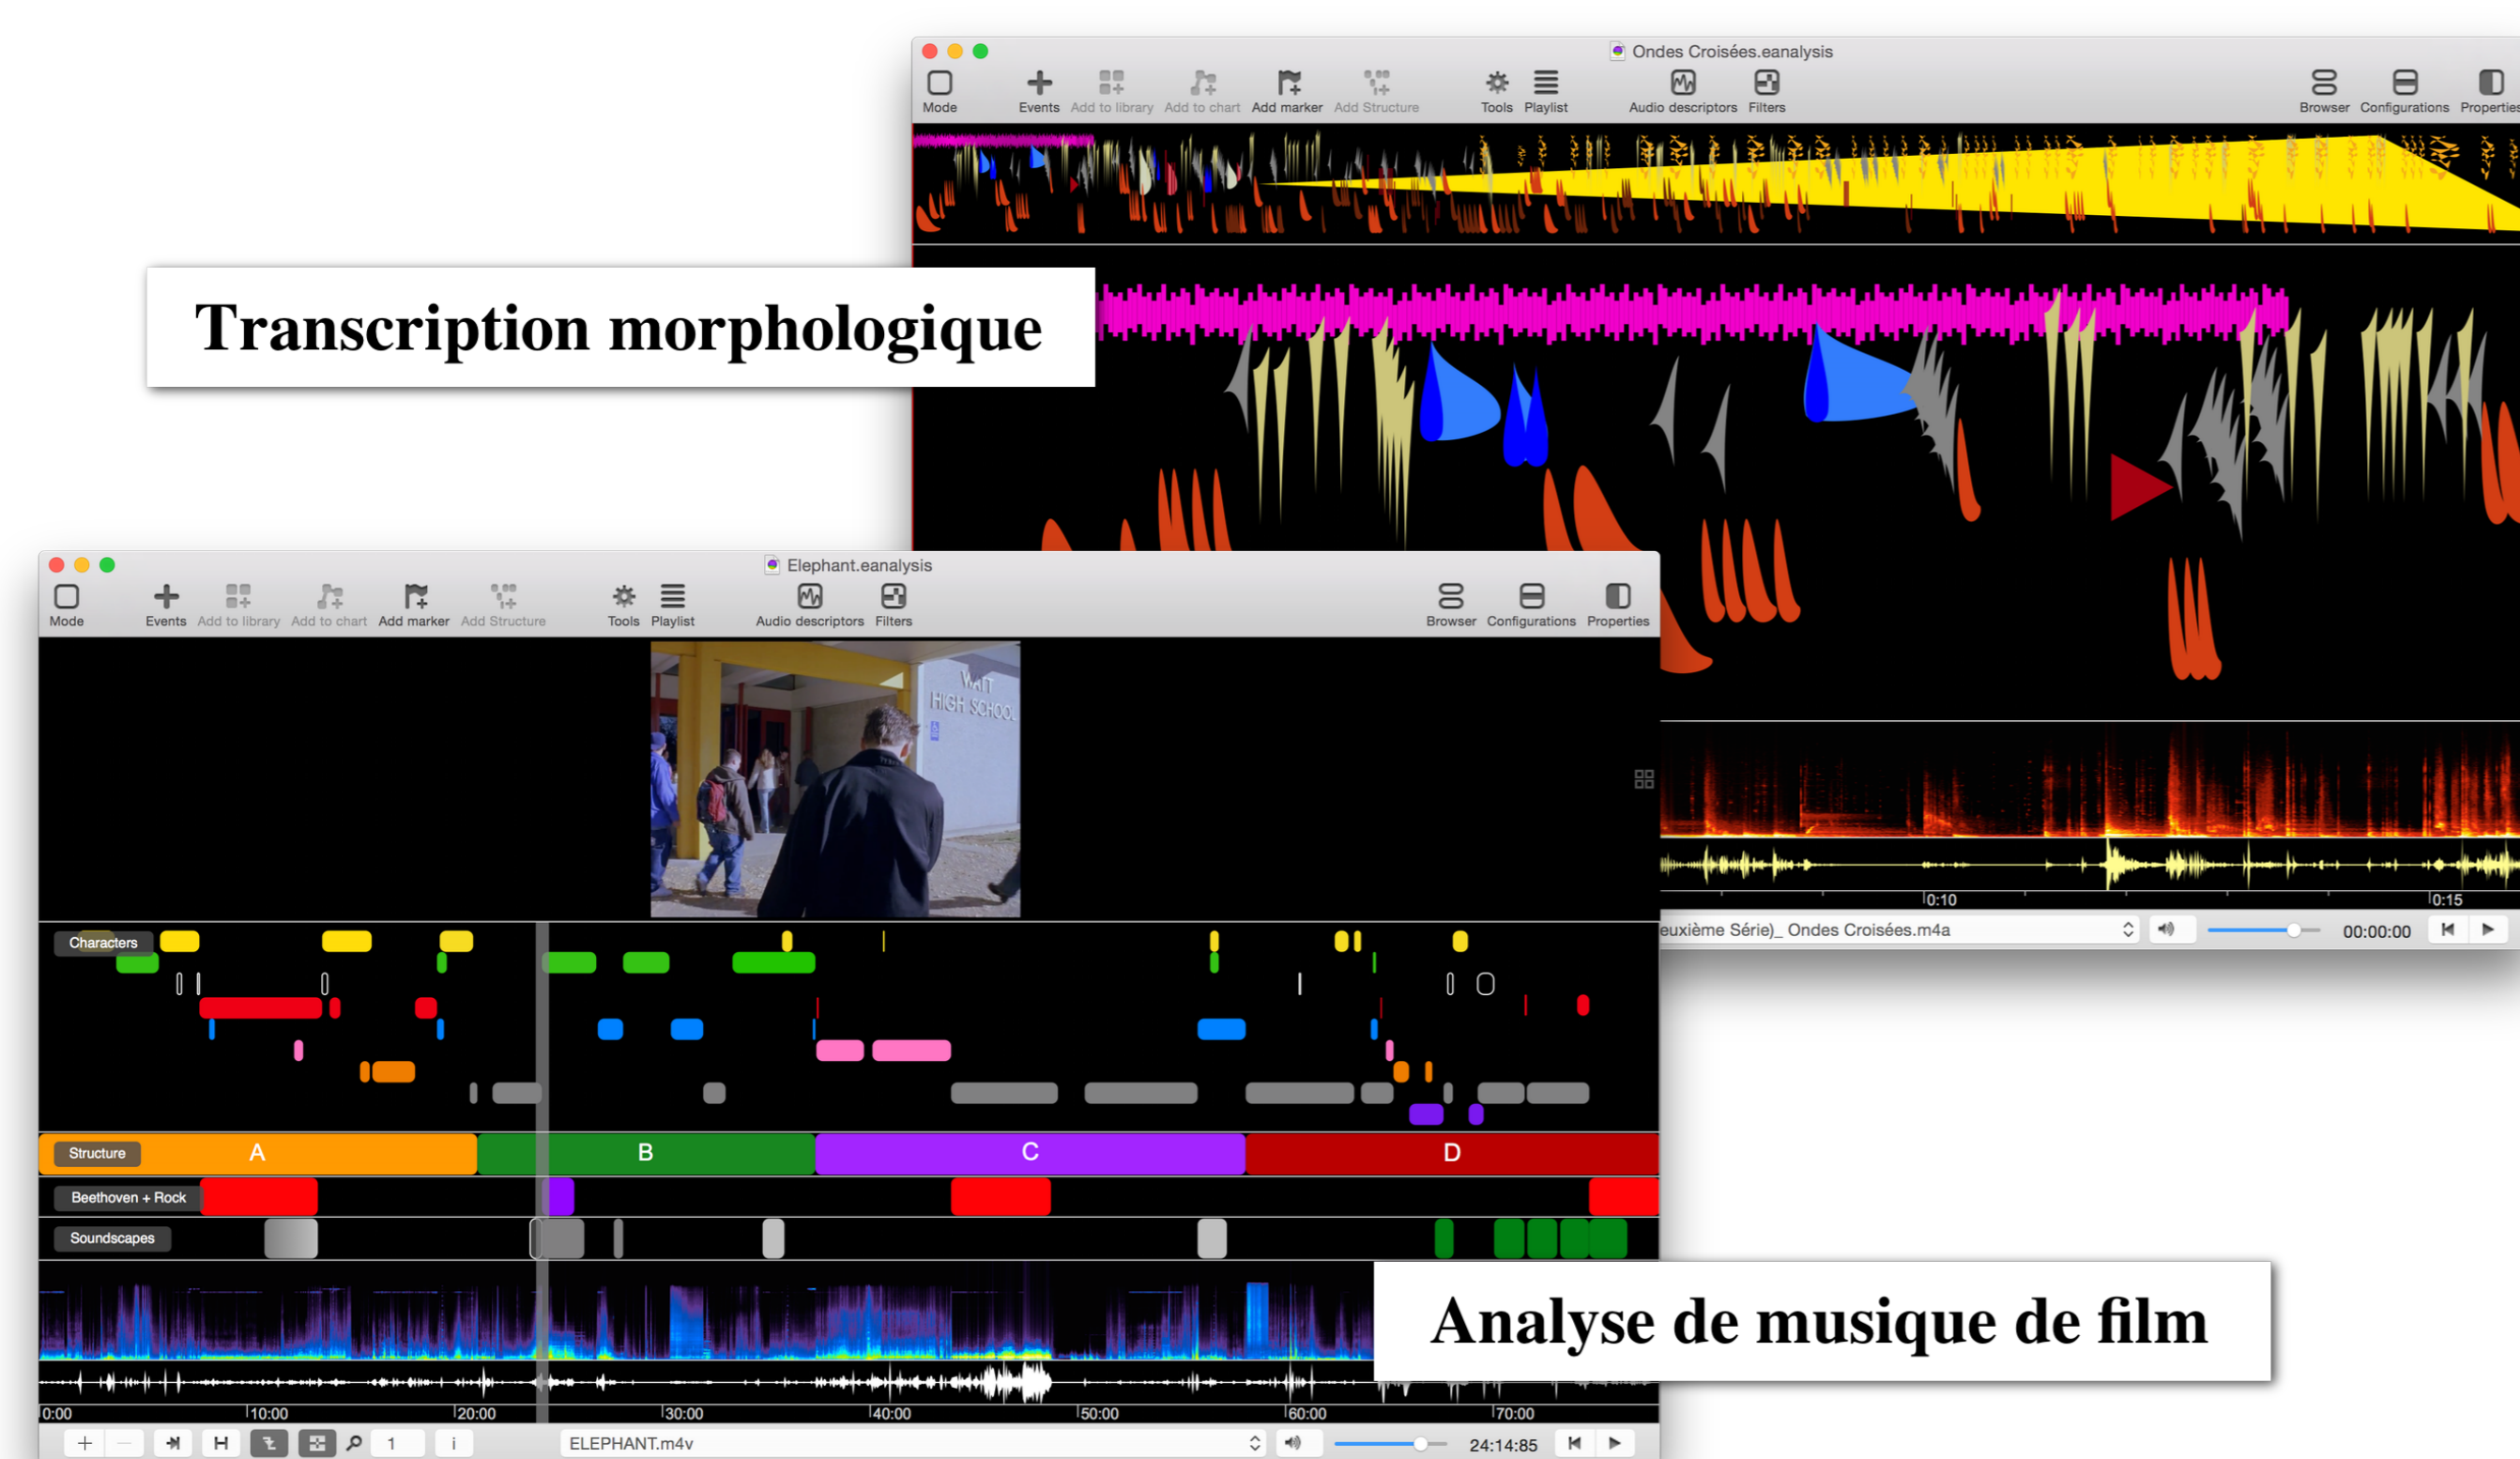 Ondes Croisées.eanalysis
Mode Events Add to library Add to chart Add marker Add Structure Tools Playlist Audio descriptors Filters Browser Configurations Properties
Transcription morphologique
0:10 0:15
euxième Série)_ Ondes Croisées.m4a 00:00:00
Elephant.eanalysis
Mode Events Add to library Add to chart Add marker Add Structure Tools Playlist Audio descriptors Filters Browser Configurations Properties
WAIT
HIGH SCHOOL
Characters
Structure A B C D
Beethoven + Rock
Soundscapes
Analyse de musique de film
0:00 10:00 20:00 30:00 40:00 50:00 60:00 70:00
1 i ELEPHANT.m4v 24:14:85